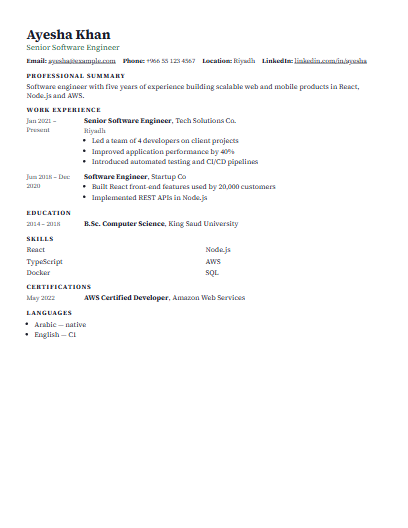 Ayesha Khan
Senior Software Engineer
Email: ayesha@example.com Phone: +966 55 123 4567 Location: Riyadh LinkedIn: linkedin.com/in/ayesha
PROFESSIONAL SUMMARY
Software engineer with five years of experience building scalable web and mobile products in React,
Node.js and AWS.
WORK EXPERIENCE
Jan 2021 – Present Senior Software Engineer, Tech Solutions Co.
Riyadh
• Led a team of 4 developers on client projects
• Improved application performance by 40%
• Introduced automated testing and CI/CD pipelines
Jun 2018 – Dec 2020 Software Engineer, Startup Co
• Built React front-end features used by 20,000 customers
• Implemented REST APIs in Node.js
EDUCATION
2014 – 2018 B.Sc. Computer Science, King Saud University
SKILLS
React Node.js
TypeScript AWS
Docker SQL
CERTIFICATIONS
May 2022 AWS Certified Developer, Amazon Web Services
LANGUAGES
• Arabic — native
• English — C1